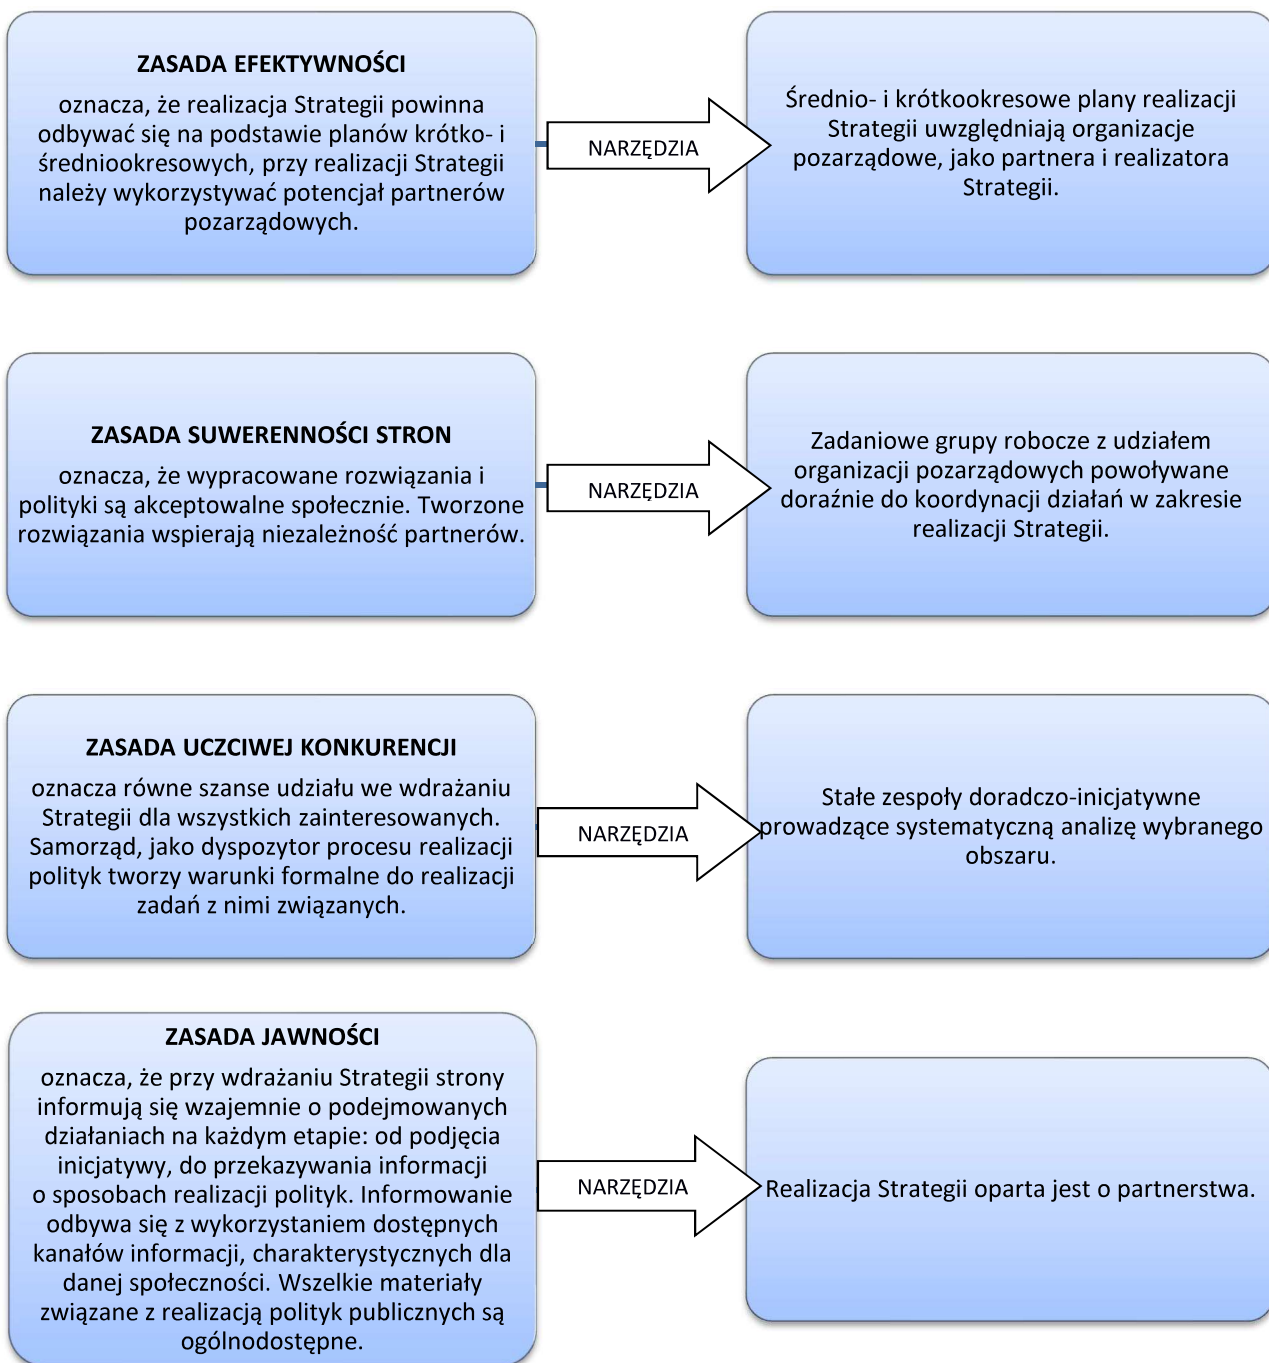 ZASADA EFEKTYWNOŚCI
oznacza, że realizacja Strategii powinna
odbywać się na podstawie planów krótko- i
średniookresowych, przy realizacji Strategii
należy wykorzystywać potencjał partnerów
pozarządowych.
NARZĘDZIA
Średnio- i krótkookresowe plany realizacji
Strategii uwzględniają organizacje
pozarządowe, jako partnera i realizatora
Strategii.
ZASADA SUWERENNOŚCI STRON
oznacza, że wypracowane rozwiązania i
polityki są akceptowalne społecznie. Tworzone
rozwiązania wspierają niezależność partnerów.
NARZĘDZIA
Zadaniowe grupy robocze z udziałem
organizacji pozarządowych powoływane
doraźnie do koordynacji działań w zakresie
realizacji Strategii.
ZASADA UCZCIWEJ KONKURENCJI
oznacza równe szanse udziału we wdrażaniu
Strategii dla wszystkich zainteresowanych.
Samorząd, jako dyspozytor procesu realizacji
polityk tworzy warunki formalne do realizacji
zadań z nimi związanych.
NARZĘDZIA
Stałe zespoły doradczo-inicjatywne
prowadzące systematyczną analizę wybranego
obszaru.
ZASADA JAWNOŚCI
oznacza, że przy wdrażaniu Strategii strony
informują się wzajemnie o podejmowanych
działaniach na każdym etapie: od podjęcia
inicjatywy, do przekazywania informacji
o sposobach realizacji polityk. Informowanie
odbywa się z wykorzystaniem dostępnych
kanałów informacji, charakterystycznych dla
danej społeczności. Wszelkie materiały
związane z realizacją polityk publicznych są
ogólnodostępne.
NARZĘDZIA
Realizacja Strategii oparta jest o partnerstwa.